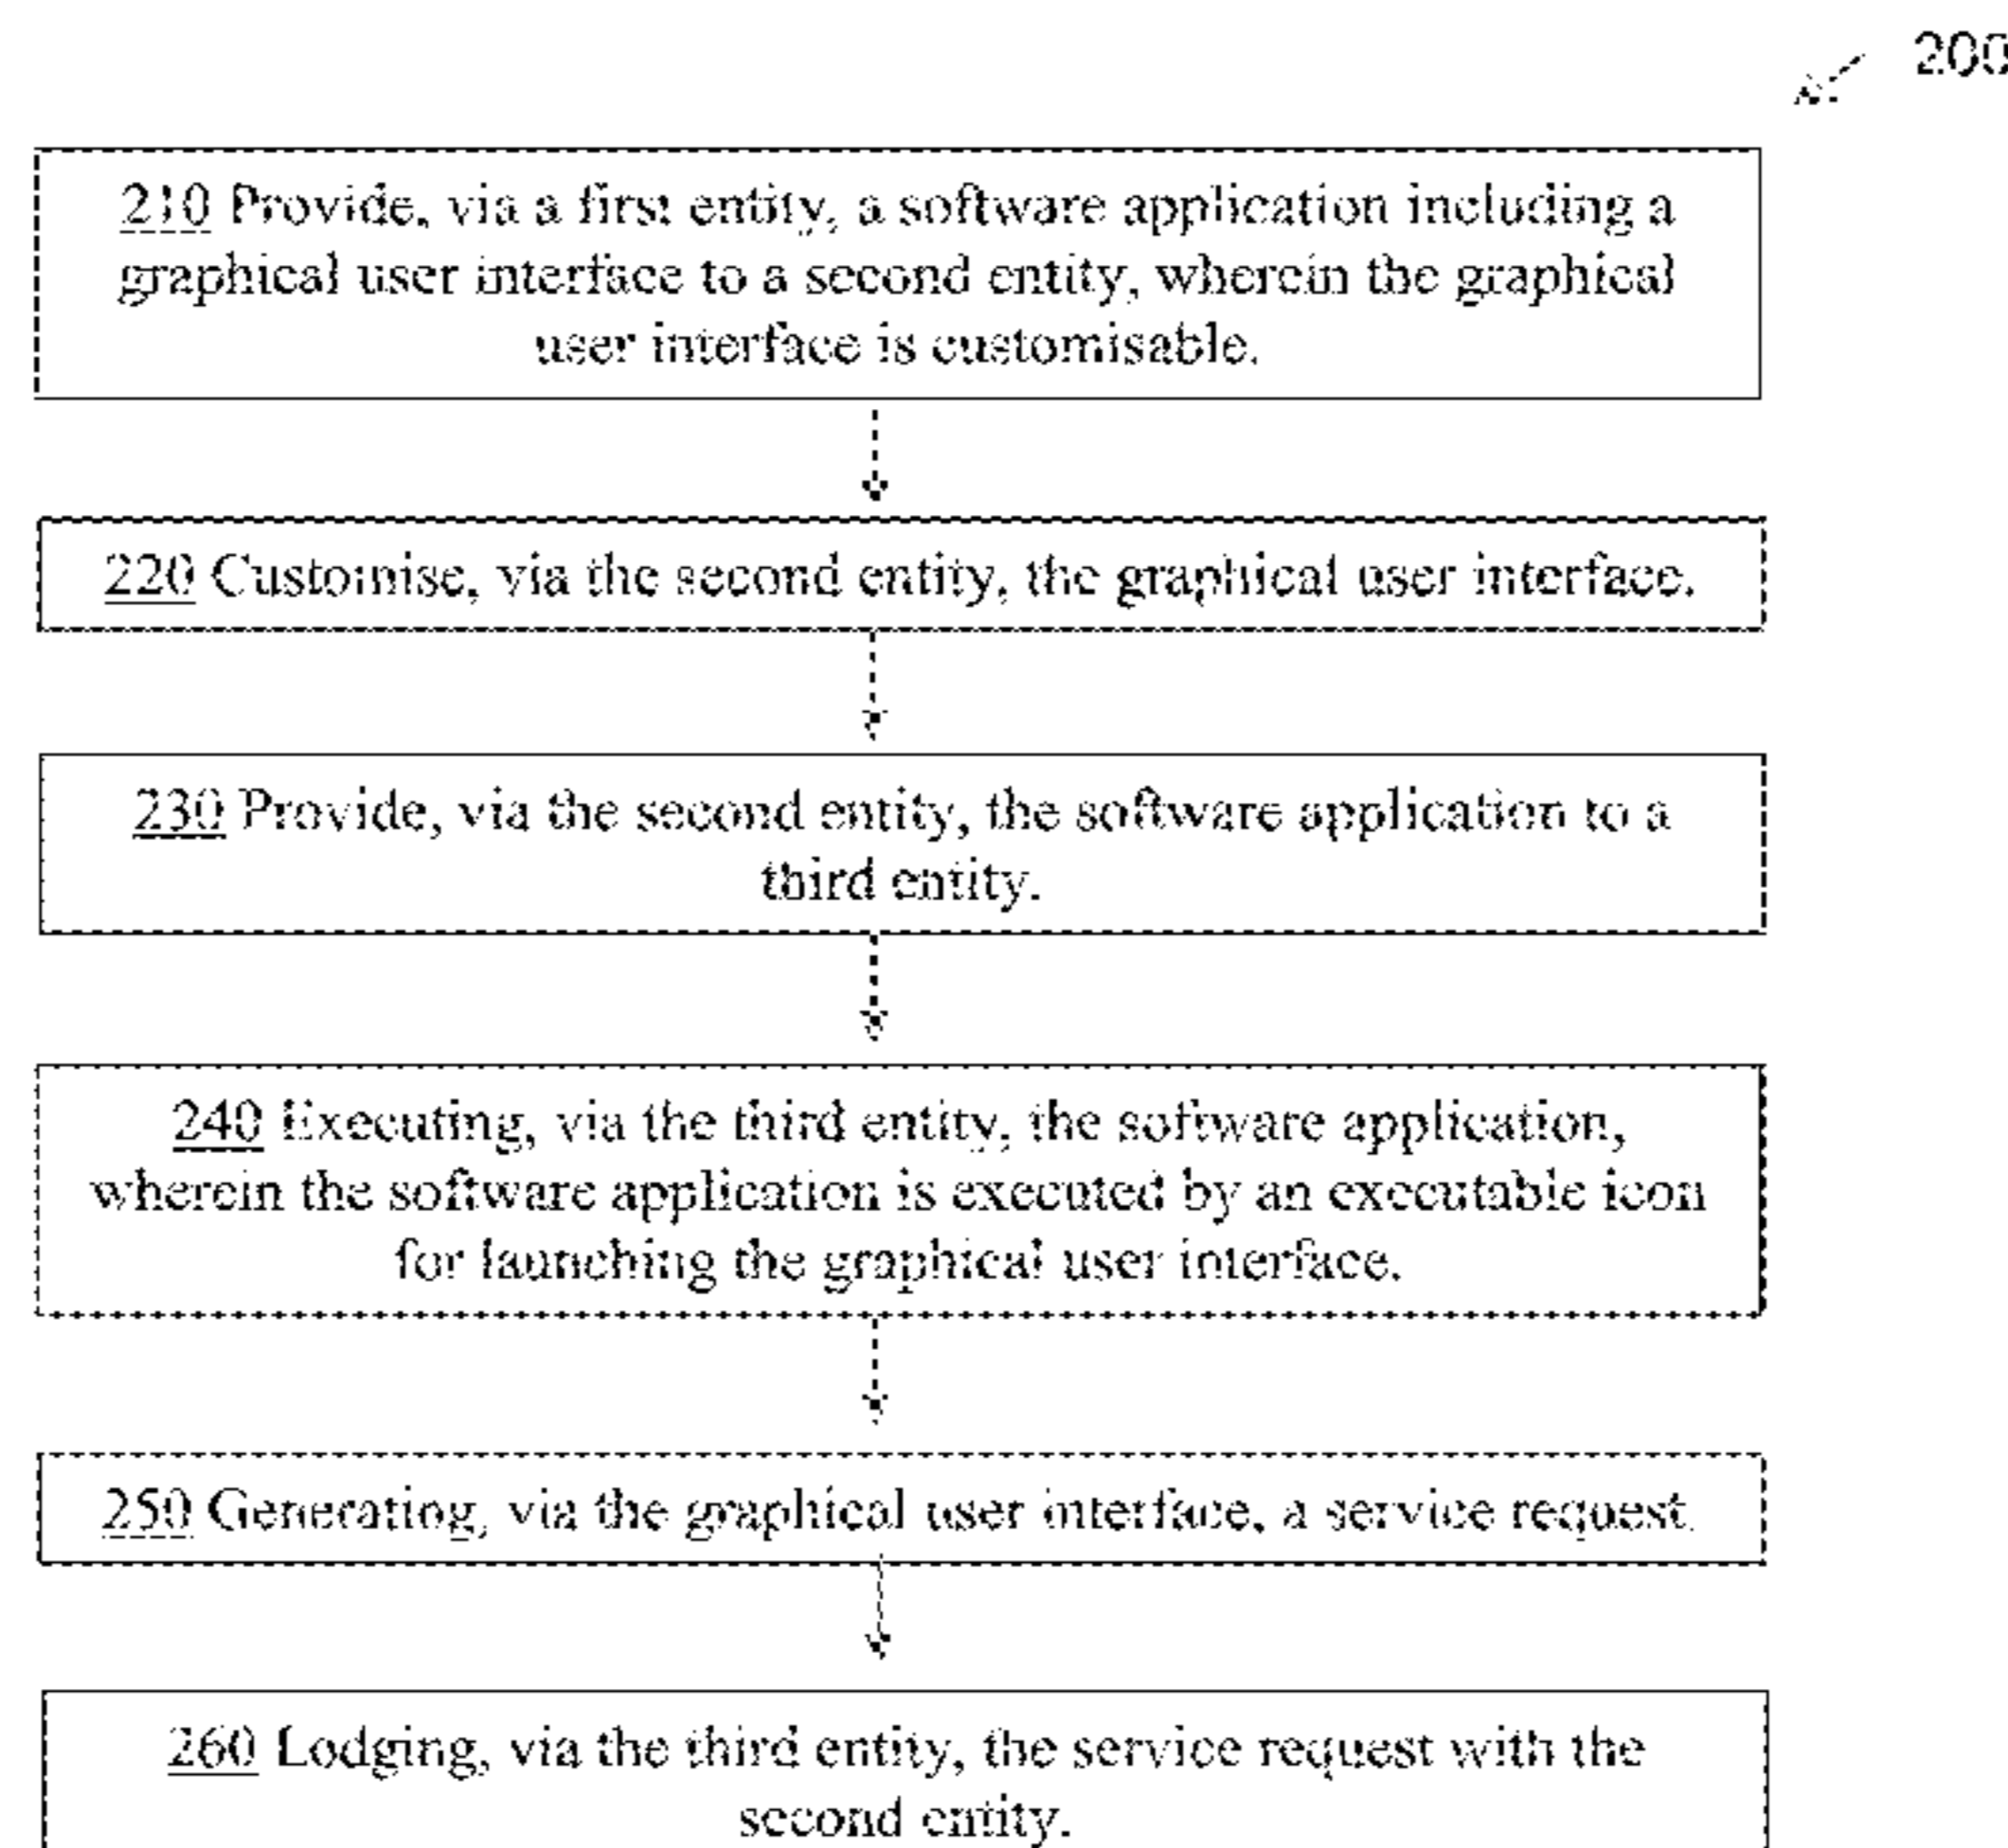 200
210 Provide, via a first entity, a software application including a
graphical user interface to a second entity, wherein the graphical
user interface is customisable.
220 Customise, via the second entity, the graphical user interface.
230 Provide, via the second entity, the software application to a
third entity.
240 Executing, via the third entity, the software application,
wherein the software application is executed by an executable icon
for launching the graphical user interface.
250 Generating, via the graphical user interface, a service request.
260 Lodging, via the third entity, the service request with the
second entity.